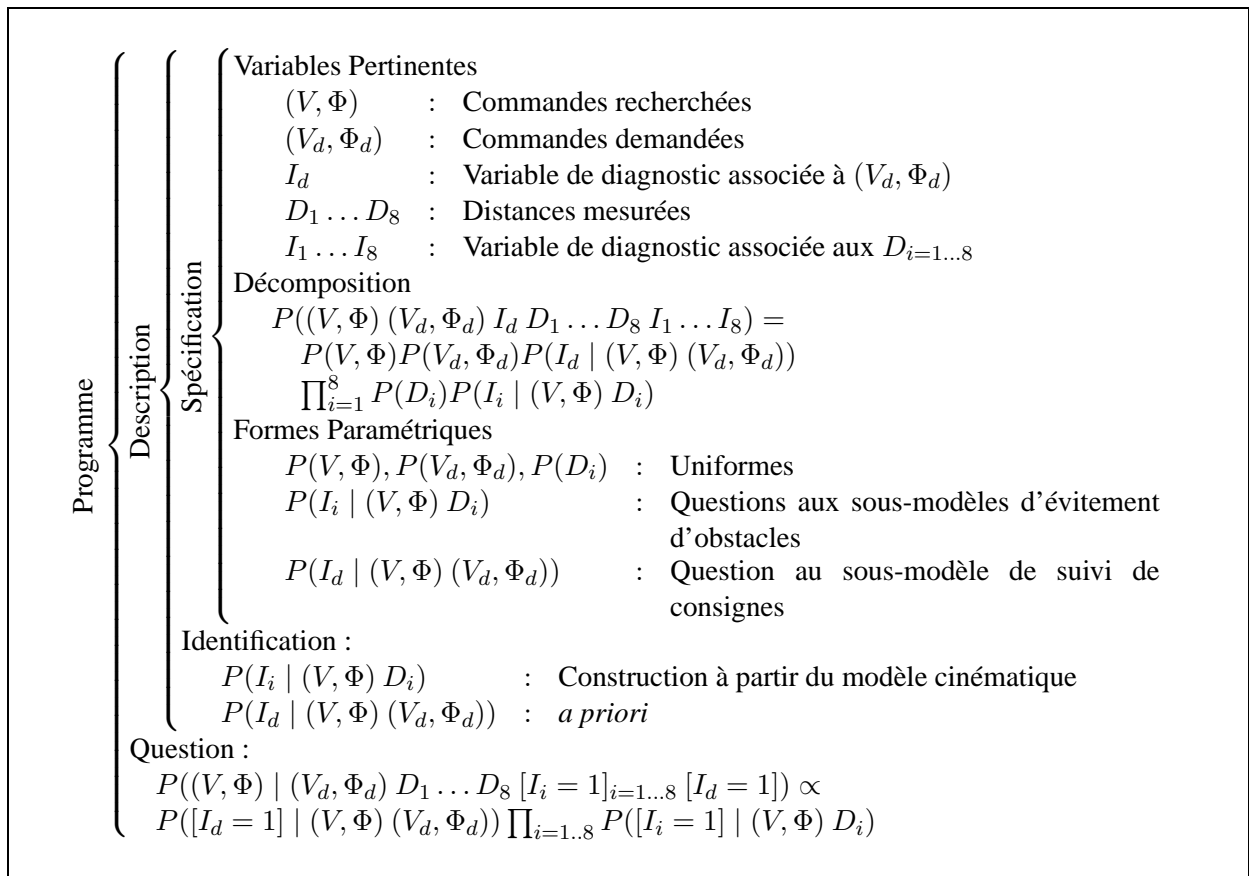 Programme
Description
Spécification
Variables Pertinentes
(V, Φ) : Commandes recherchées
(V_d, Φ_d) : Commandes demandées
I_d : Variable de diagnostic associée à (V_d, Φ_d)
D_1 … D_8 : Distances mesurées
I_1 … I_8 : Variable de diagnostic associée aux D_{i=1…8}
Décomposition
P((V, Φ) (V_d, Φ_d) I_d D_1 … D_8 I_1 … I_8) =
P(V, Φ)P(V_d, Φ_d)P(I_d | (V, Φ) (V_d, Φ_d))
∏_{i=1}^{8} P(D_i)P(I_i | (V, Φ) D_i)
Formes Paramétriques
P(V, Φ), P(V_d, Φ_d), P(D_i) : Uniformes
P(I_i | (V, Φ) D_i) : Questions aux sous-modèles d'évitement
d'obstacles
P(I_d | (V, Φ) (V_d, Φ_d)) : Question au sous-modèle de suivi de
consignes
Identification :
P(I_i | (V, Φ) D_i) : Construction à partir du modèle cinématique
P(I_d | (V, Φ) (V_d, Φ_d)) : a priori
Question :
P((V, Φ) | (V_d, Φ_d) D_1 … D_8 [I_i = 1]_{i=1…8} [I_d = 1]) ∝
P([I_d = 1] | (V, Φ) (V_d, Φ_d)) ∏_{i=1..8} P([I_i = 1] | (V, Φ) D_i)